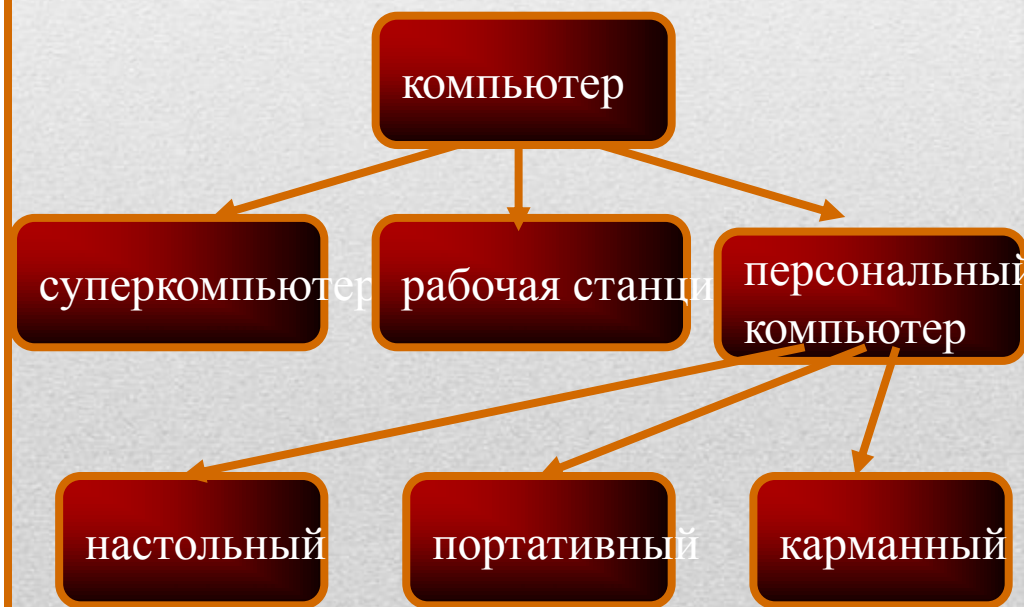 компьютер
суперкомпьютер
рабочая станци
персональный
компьютер
настольный
портативный
карманный